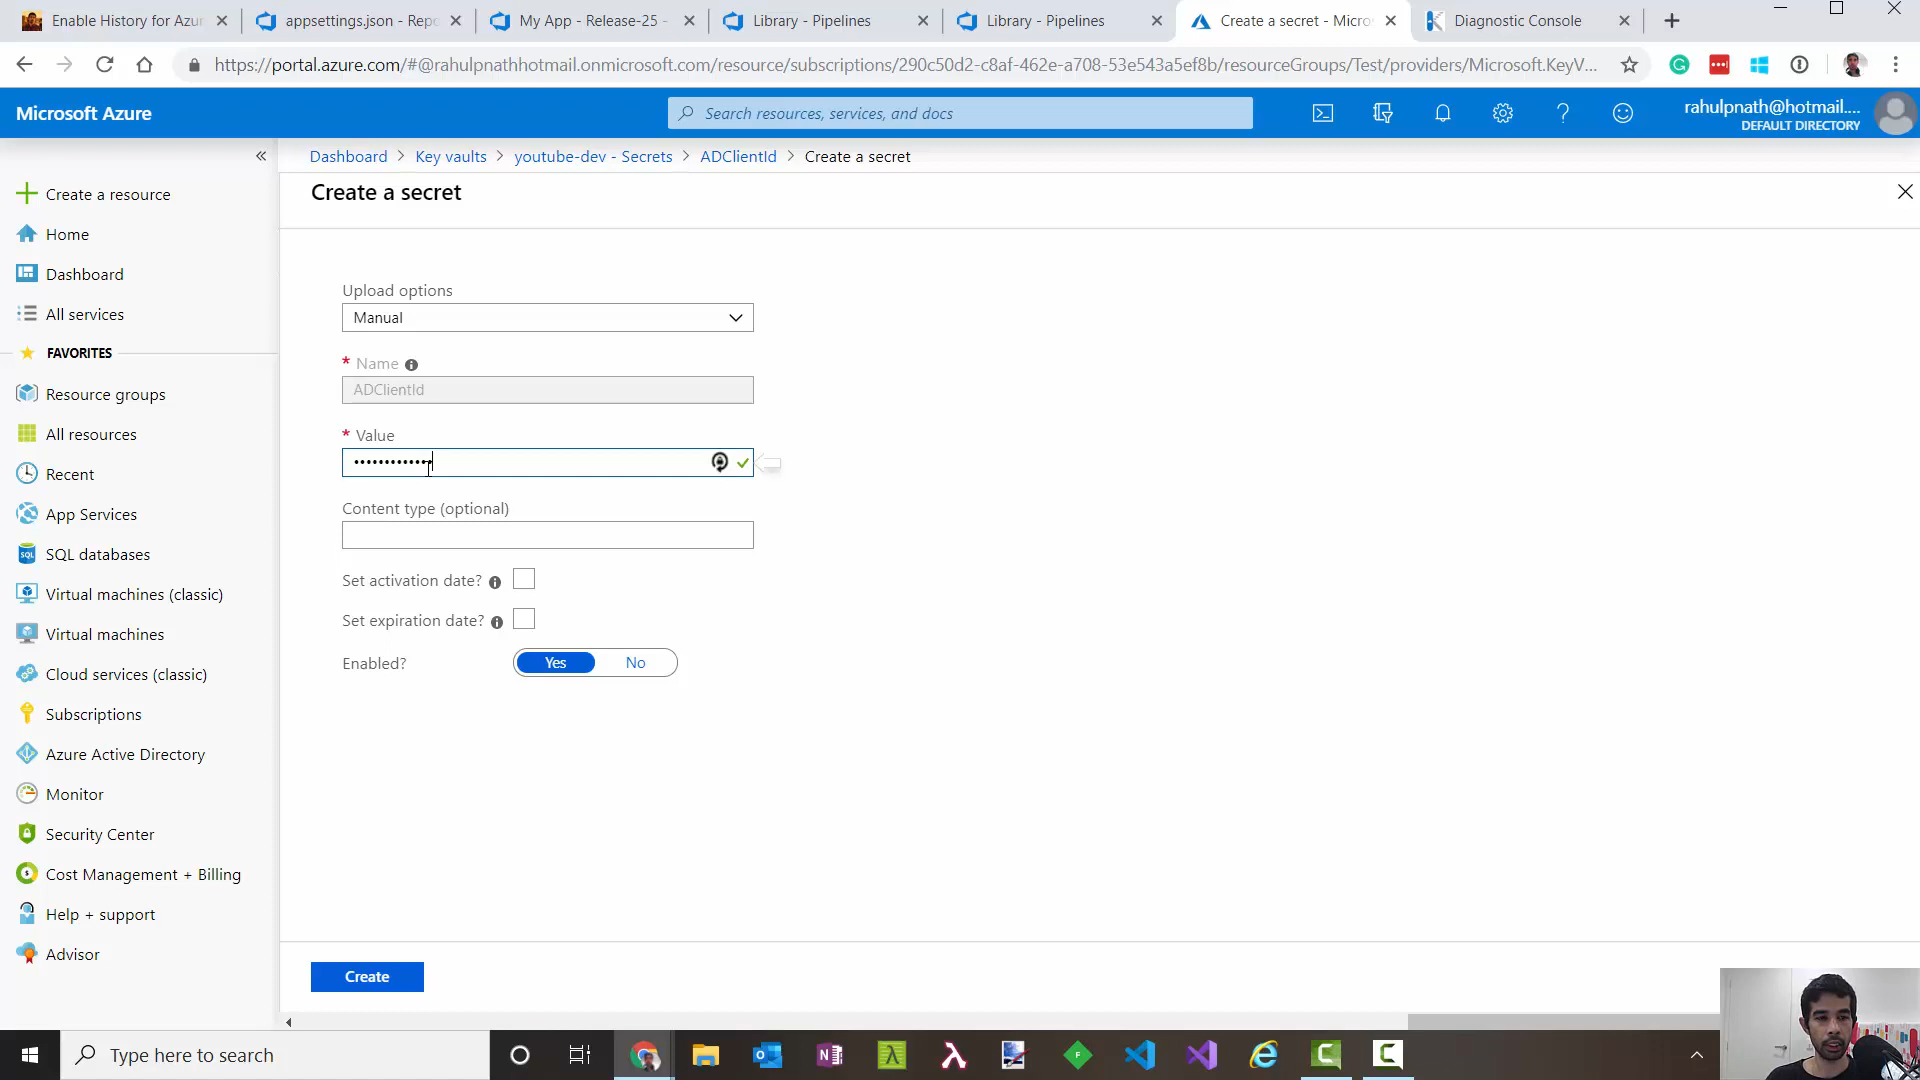 Enable History for Azur
appsettings.json - Repo
My App - Release-25 -
Library - Pipelines
Library - Pipelines
Create a secret - Micro
Diagnostic Console
https://portal.azure.com/#@rahulpnathhotmail.onmicrosoft.com/resource/subscriptions/290c50d2-c8af-462e-a708-53e543a5ef8b/resourceGroups/Test/providers/Microsoft.KeyV...
Microsoft Azure
Search resources, services, and docs
rahulpnath@hotmail....
DEFAULT DIRECTORY
Dashboard > Key vaults > youtube-dev - Secrets > ADClientId > Create a secret
Create a secret
Create a resource
Home
Dashboard
All services
FAVORITES
Resource groups
All resources
Recent
App Services
SQL databases
Virtual machines (classic)
Virtual machines
Cloud services (classic)
Subscriptions
Azure Active Directory
Monitor
Security Center
Cost Management + Billing
Help + support
Advisor
Upload options
Manual
* Name
ADClientId
* Value
•••••••••••••
Content type (optional)
Set activation date?
Set expiration date?
Enabled?
Yes
No
Create
Type here to search